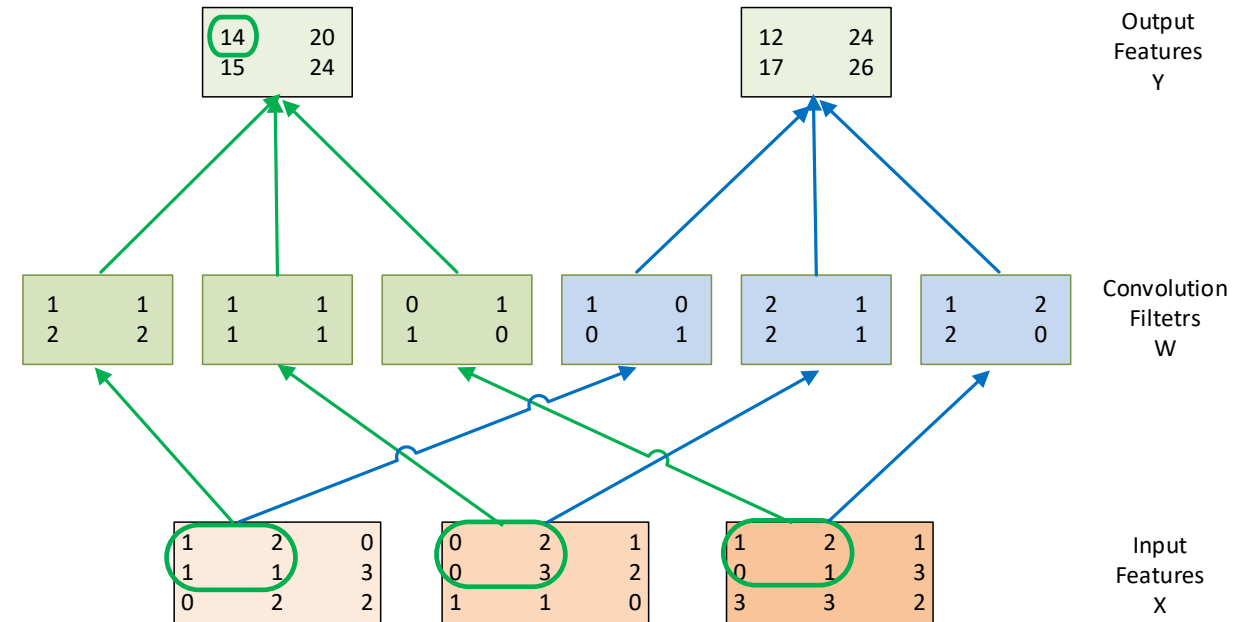 14 20
15 24
12 24
17 26
Output
Features
Y
1 1
2 2
1 1
1 1
0 1
1 0
1 0
0 1
2 1
2 1
1 2
2 0
Convolution
Filtetrs
W
1 2 0
1 1 3
0 2 2
0 2 1
0 3 2
1 1 0
1 2 1
0 1 3
3 3 2
Input
Features
X